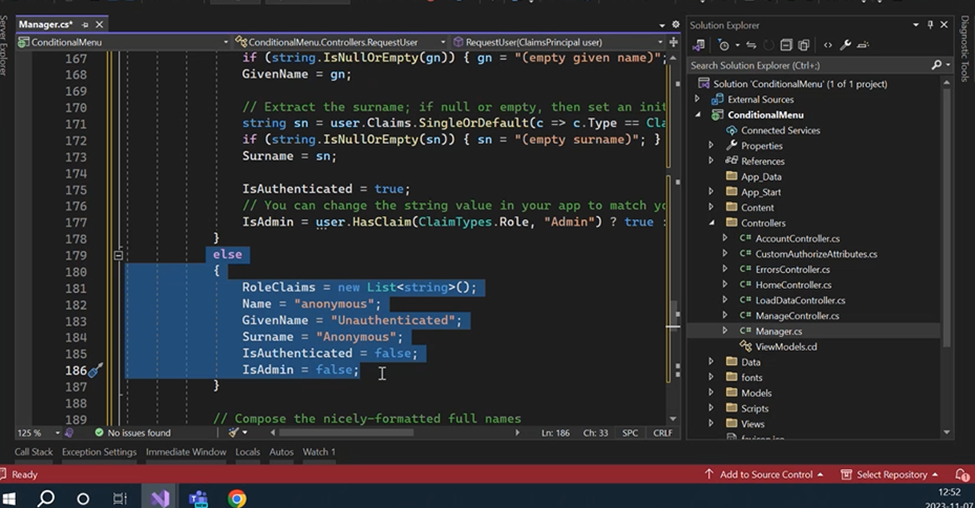 Server Explorer
Manager.cs*
ConditionalMenu
ConditionalMenu.Controllers.RequestUser
RequestUser(ClaimsPrincipal user)
167 if (string.IsNullOrEmpty(gn)) { gn = "(empty given name)";
168 GivenName = gn;
169
170 // Extract the surname; if null or empty, then set an init
171 string sn = user.Claims.SingleOrDefault(c => c.Type == Cla
172 if (string.IsNullOrEmpty(sn)) { sn = "(empty surname)"; }
173 Surname = sn;
174
175 IsAuthenticated = true;
176 // You can change the string value in your app to match yo
177 IsAdmin = user.HasClaim(ClaimTypes.Role, "Admin") ? true :
178 }
179 else
180 {
181 RoleClaims = new List<string>();
182 Name = "anonymous";
183 GivenName = "Unauthenticated";
184 Surname = "Anonymous";
185 IsAuthenticated = false;
186 IsAdmin = false;
187 }
188
189 // Compose the nicely-formatted full names
125 %
No issues found
Ln: 186 Ch: 33 SPC CRLF
Solution Explorer
Search Solution Explorer (Ctrl+;)
Solution 'ConditionalMenu' (1 of 1 project)
External Sources
ConditionalMenu
Connected Services
Properties
References
App_Data
App_Start
Content
Controllers
C# AccountController.cs
C# CustomAuthorizeAttributes.cs
C# ErrorsController.cs
C# HomeController.cs
C# LoadDataController.cs
C# ManageController.cs
C# Manager.cs
ViewModels.cd
Data
fonts
Models
Scripts
Views
favicon.ico
Diagnostic Tools
Call Stack Exception Settings Immediate Window Locals Autos Watch 1
Ready
Add to Source Control
Select Repository
12:52
2023-11-07